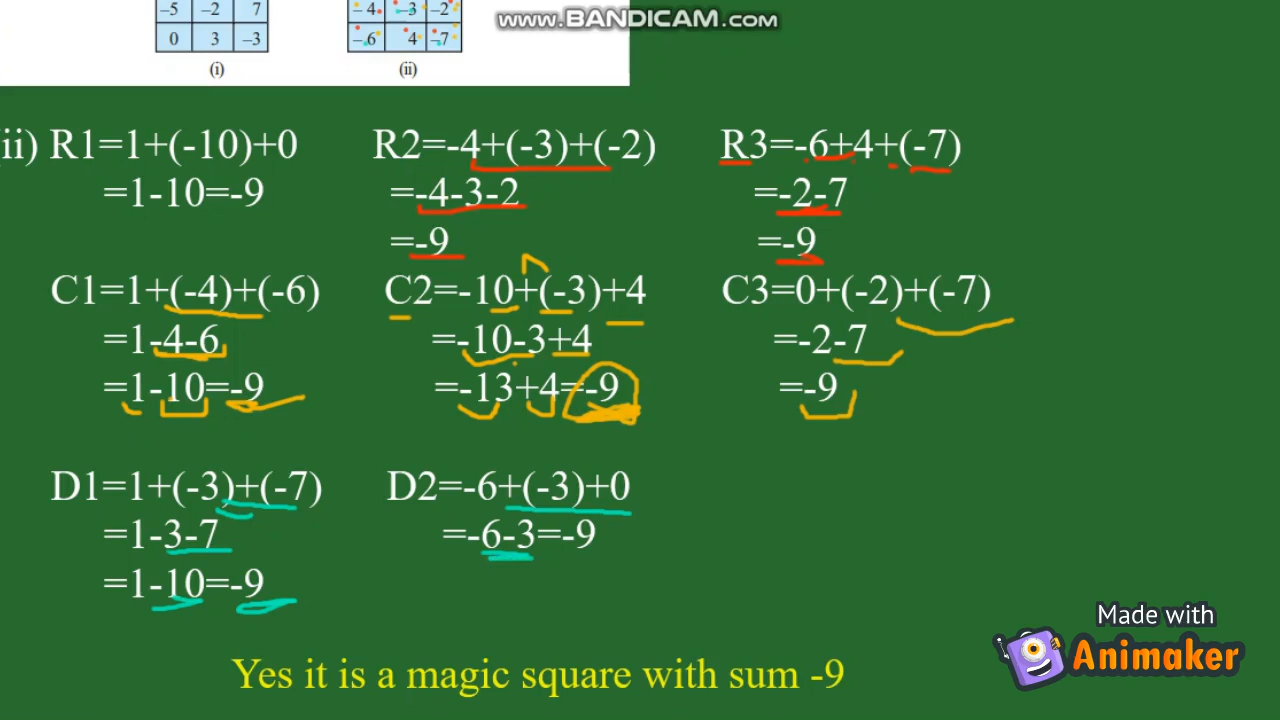 www.BANDICAM.com
-5 -2 7
-4 -3 -2
0 3 -3
-6 4 -7
(i)
(ii)
ii) R1=1+(-10)+0
=1-10=-9
R2=-4+(-3)+(-2)
=-4-3-2
=-9
R3=-6+4+(-7)
=-2-7
=-9
C1=1+(-4)+(-6)
=1-4-6
=1-10=-9
C2=-10+(-3)+4
=-10-3+4
=-13+4=-9
C3=0+(-2)+(-7)
=-2-7
=-9
D1=1+(-3)+(-7)
=1-3-7
=1-10=-9
D2=-6+(-3)+0
=-6-3=-9
Made with
Animaker
Yes it is a magic square with sum -9